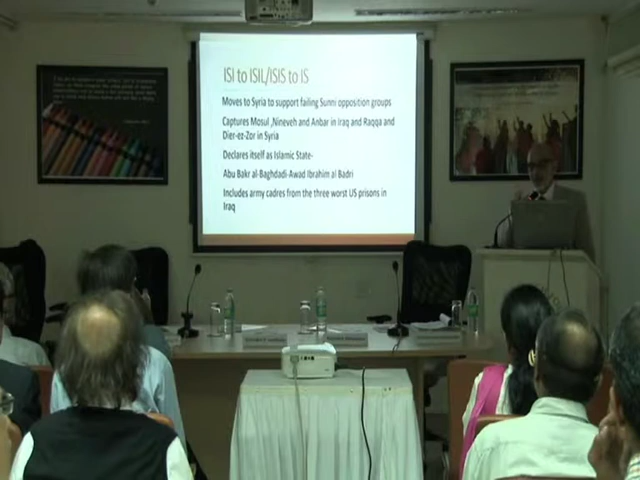 ISI to ISIL/ISIS to IS
Moves to Syria to support failing Sunni opposition groups
Captures Mosul ,Nineveh and Anbar in Iraq and Raqqa and
Dier-ez-Zor in Syria
Declares itself as Islamic State-
Abu Bakr al-Baghdadi-Awad Ibrahim al Badri
Includes army cadres from the three worst US prisons in
Iraq